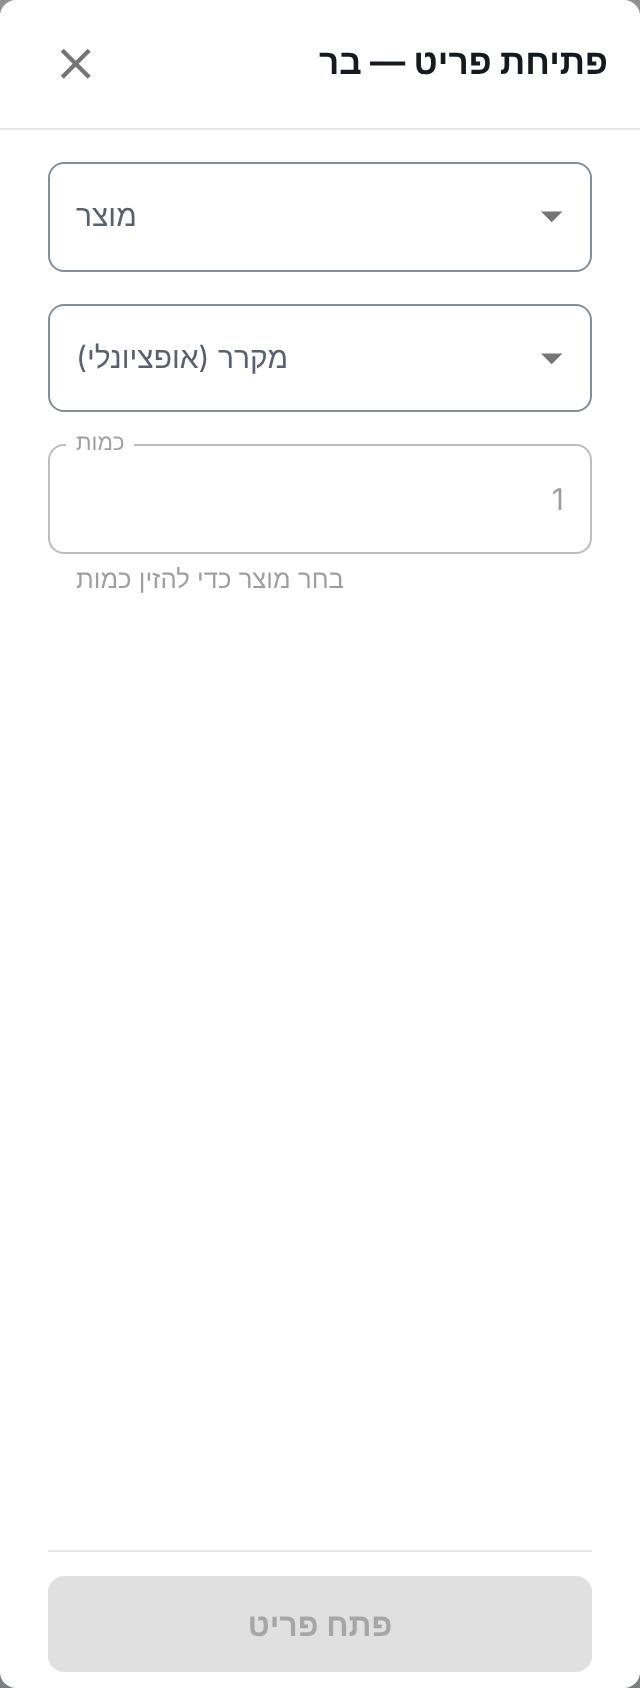 פתיחת פריט — בר
מוצר
מקרר (אופציונלי)
כמות
1
בחר מוצר כדי להזין כמות
פתח פריט